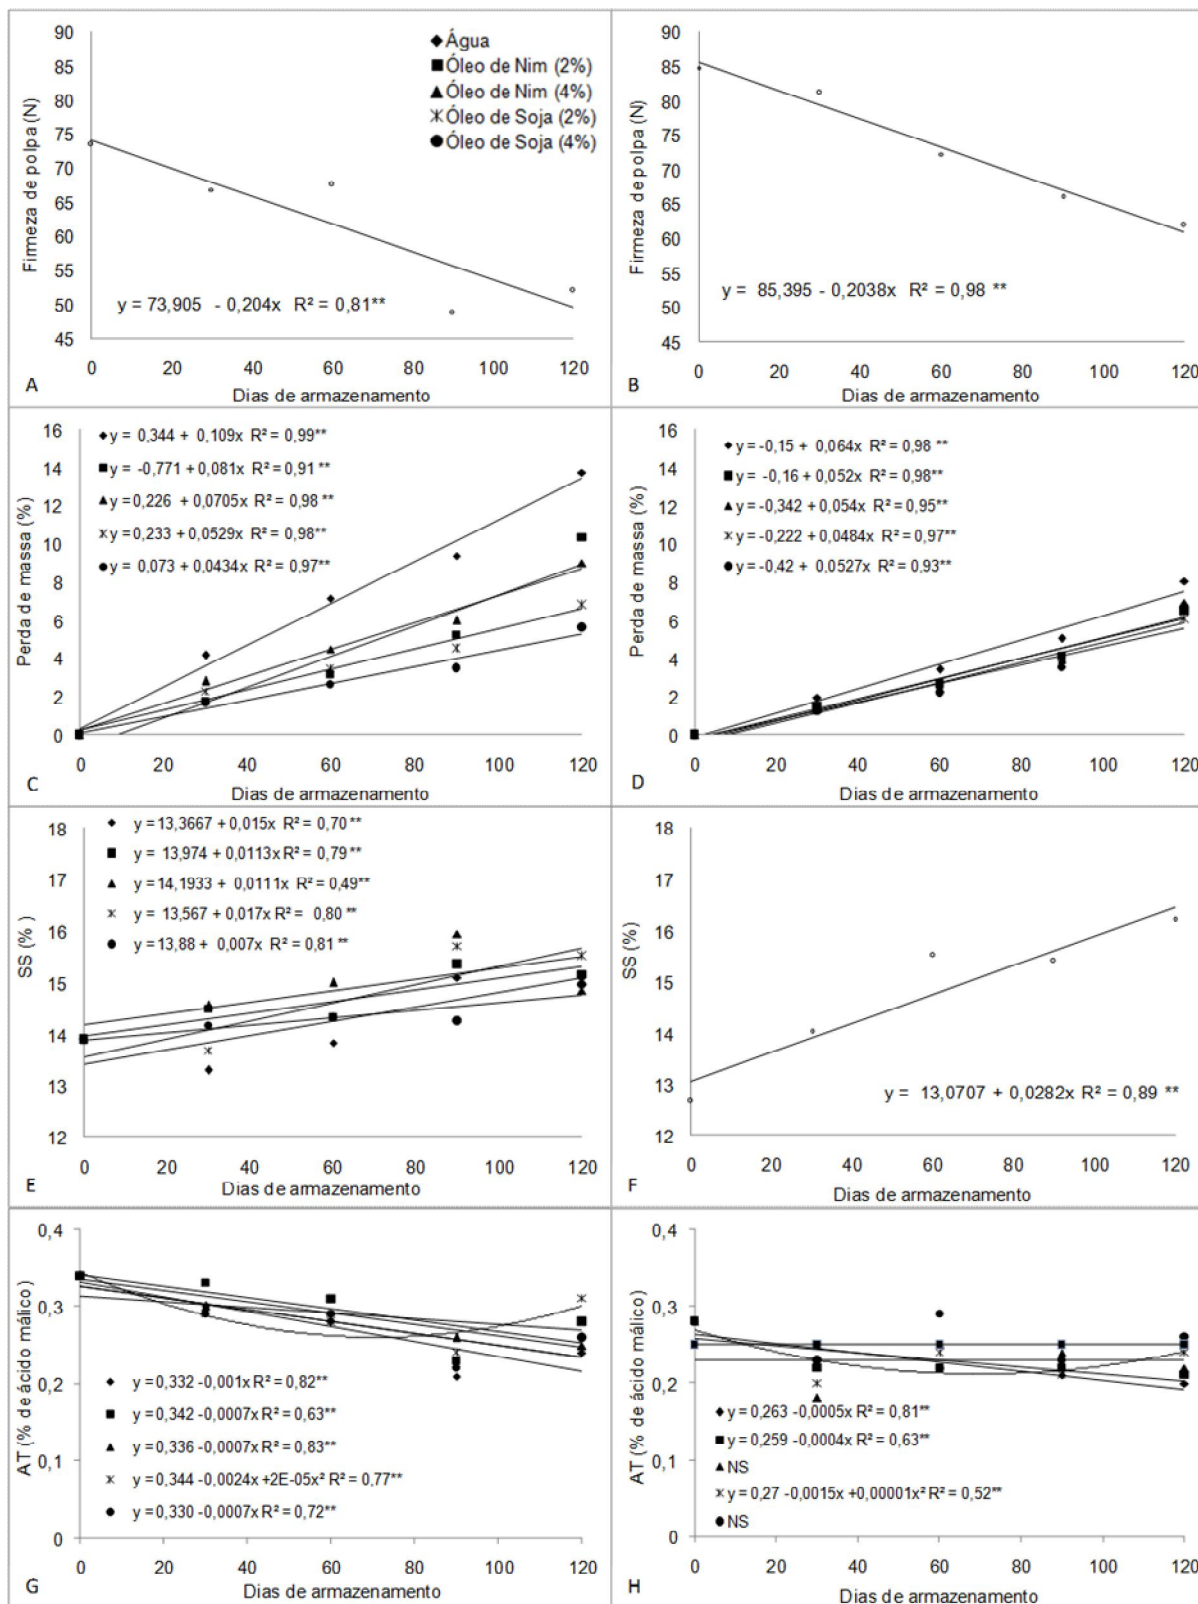 90
85
80
75
70
65
60
55
50
45
Firmeza de polpa (N)
Água
Óleo de Nim (2%)
Óleo de Nim (4%)
Óleo de Soja (2%)
Óleo de Soja (4%)
y = 73,905 - 0,204x R² = 0,81**
0 20 40 60 80 100 120
A Dias de armazenamento
90
85
80
75
70
65
60
55
50
45
Firmeza de polpa (N)
y = 85,395 - 0,2038x R² = 0,98 **
0 20 40 60 80 100 120
B Dias de armazenamento
16
14
12
10
8
6
4
2
0
Perda de massa (%)
y = 0,344 + 0,109x R² = 0,99**
y = -0,771 + 0,081x R² = 0,91 **
y = 0,226 + 0,0705x R² = 0,98 **
y = 0,233 + 0,0529x R² = 0,98**
y = 0,073 + 0,0434x R² = 0,97**
0 20 40 60 80 100 120
C Dias de armazenamento
16
14
12
10
8
6
4
2
0
Perda de massa (%)
y = -0,15 + 0,064x R² = 0,98 **
y = -0,16 + 0,052x R² = 0,98**
y = -0,342 + 0,054x R² = 0,95**
y = -0,222 + 0,0484x R² = 0,97**
y = -0,42 + 0,0527x R² = 0,93**
0 20 40 60 80 100 120
D Dias de armazenamento
18
17
16
15
14
13
12
SS (% )
y = 13,3667 + 0,015x R² = 0,70 **
y = 13,974 + 0,0113x R² = 0,79 **
y = 14,1933 + 0,0111x R² = 0,49**
y = 13,567 + 0,017x R² = 0,80 **
y = 13,88 + 0,007x R² = 0,81 **
0 20 40 60 80 100 120
E Dias de armazenamento
18
17
16
15
14
13
12
SS (%)
y = 13,0707 + 0,0282x R² = 0,89 **
0 20 40 60 80 100 120
F Dias de armazenamento
0,4
0,3
0,2
0,1
0
AT (% de ácido málico)
y = 0,332 -0,001x R² = 0,82**
y = 0,342 -0,0007x R² = 0,63**
y = 0,336 -0,0007x R² = 0,83**
y = 0,344 -0,0024x +2E-05x² R² = 0,77**
y = 0,330 -0,0007x R² = 0,72**
0 20 40 60 80 100 120
G Dias de armazenamento
0,4
0,3
0,2
0,1
0
AT (% de ácido málico)
y = 0,263 -0,0005x R² = 0,81**
y = 0,259 -0,0004x R² = 0,63**
NS
y = 0,27 -0,0015x +0,00001x² R² = 0,52**
NS
0 20 40 60 80 100 120
H Dias de armazenamento